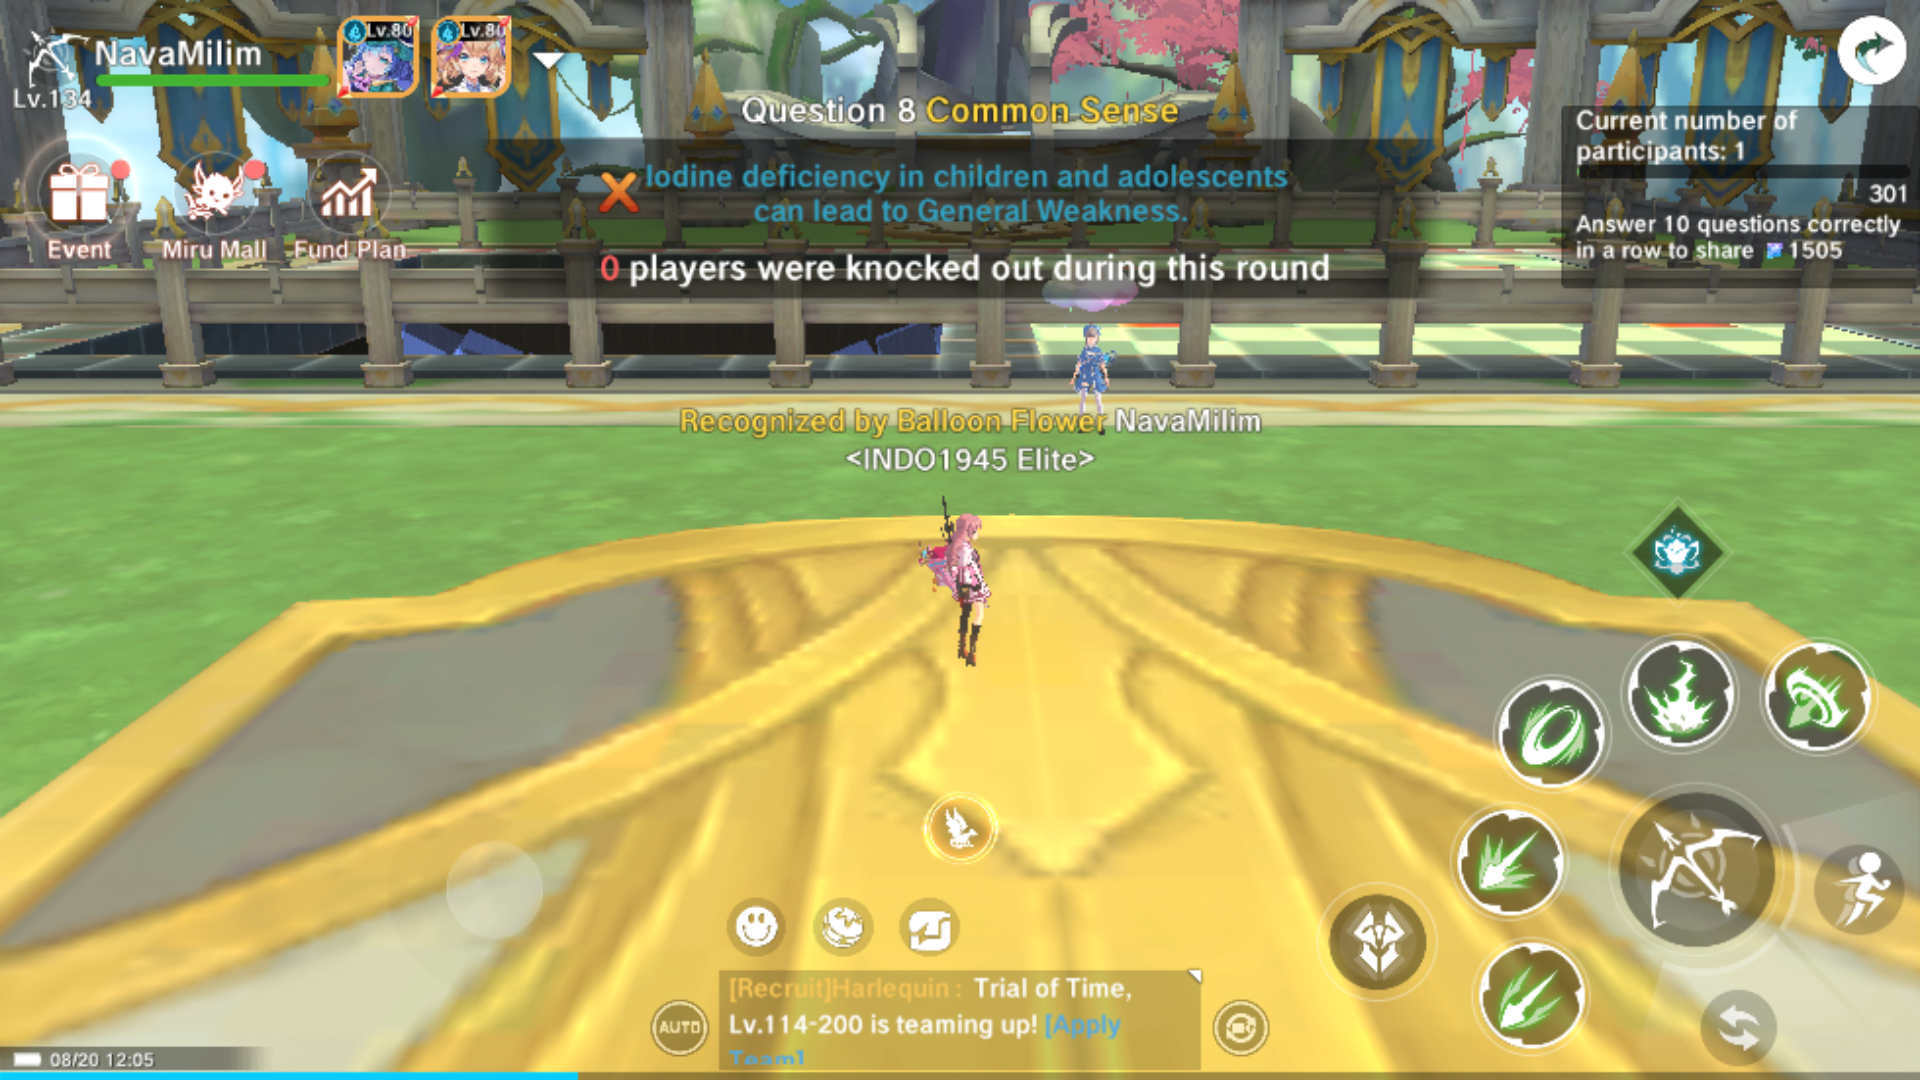 NavaMilim
Lv.134
Lv.80
Lv.80
Question 8 Common Sense
Iodine deficiency in children and adolescents
can lead to General Weakness.
0 players were knocked out during this round
Current number of
participants: 1
301
Answer 10 questions correctly
in a row to share 1505
Event
Miru Mall
Fund Plan
Recognized by Balloon Flower NavaMilim
<INDO1945 Elite>
[Recruit]Harlequin : Trial of Time,
Lv.114-200 is teaming up! [Apply
Team]
AUTO
08/20 12:05